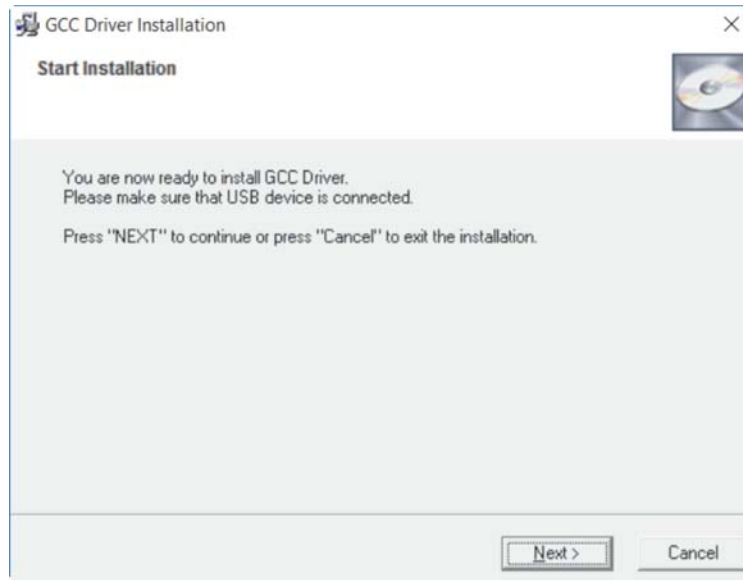 GCC Driver Installation
Start Installation
You are now ready to install GCC Driver.
Please make sure that USB device is connected.
Press "NEXT" to continue or press "Cancel" to exit the installation.
Next >
Cancel